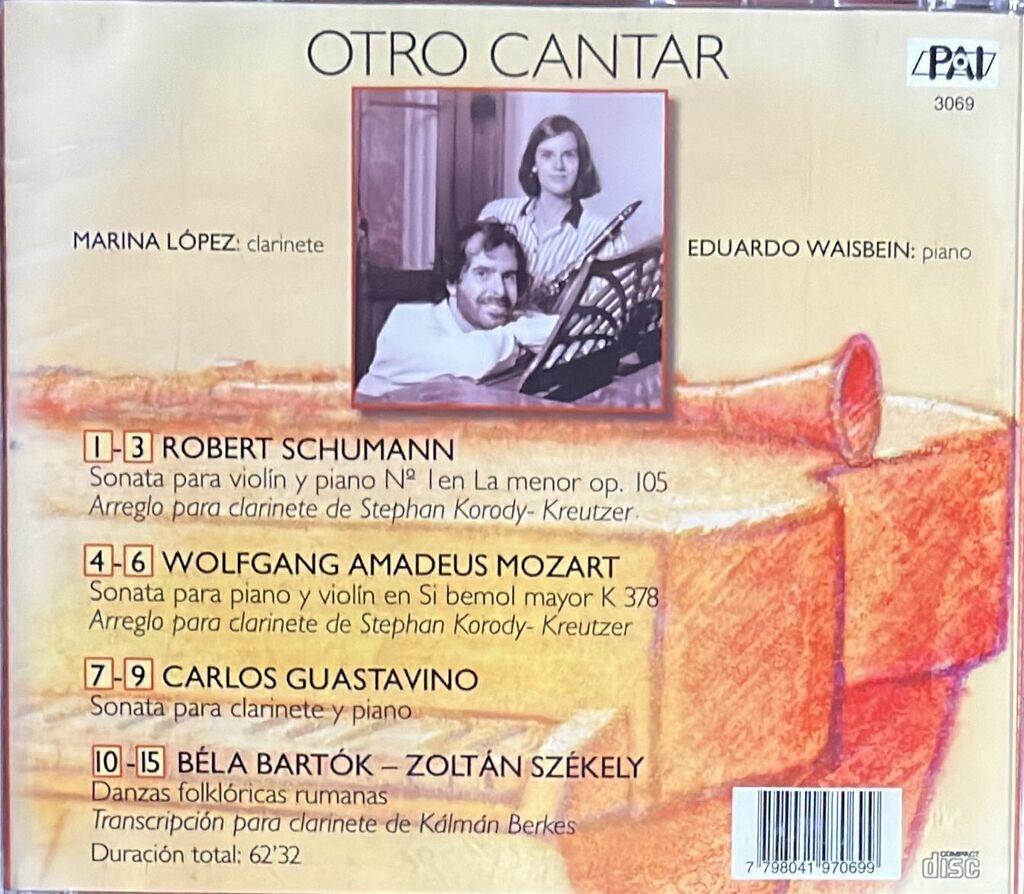 OTRO CANTAR
PAI
3069
MARINA LÓPEZ: clarinete
EDUARDO WAISBEIN: piano
1-3 ROBERT SCHUMANN
Sonata para violín y piano Nº 1en La menor op. 105
Arreglo para clarinete de Stephan Korody- Kreutzer.
4-6 WOLFGANG AMADEUS MOZART
Sonata para piano y violín en Si bemol mayor K 378
Arreglo para clarinete de Stephan Korody- Kreutzer
7-9 CARLOS GUASTAVINO
Sonata para clarinete y piano
10-15 BÉLA BARTÓK – ZOLTÁN SZÉKELY
Danzas folklóricas rumanas
Transcripción para clarinete de Kálmán Berkes
Duración total: 62'32
7 798041 970699
COMPACT
disc